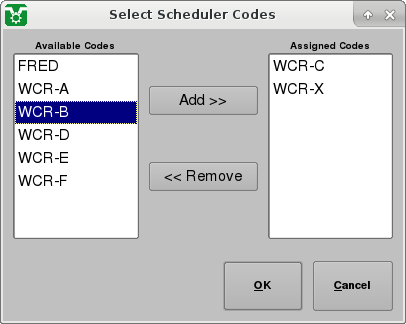 Select Scheduler Codes
Available Codes
Assigned Codes
FRED
WCR-A
WCR-B
WCR-D
WCR-E
WCR-F
Add >>
<< Remove
WCR-C
WCR-X
OK
Cancel